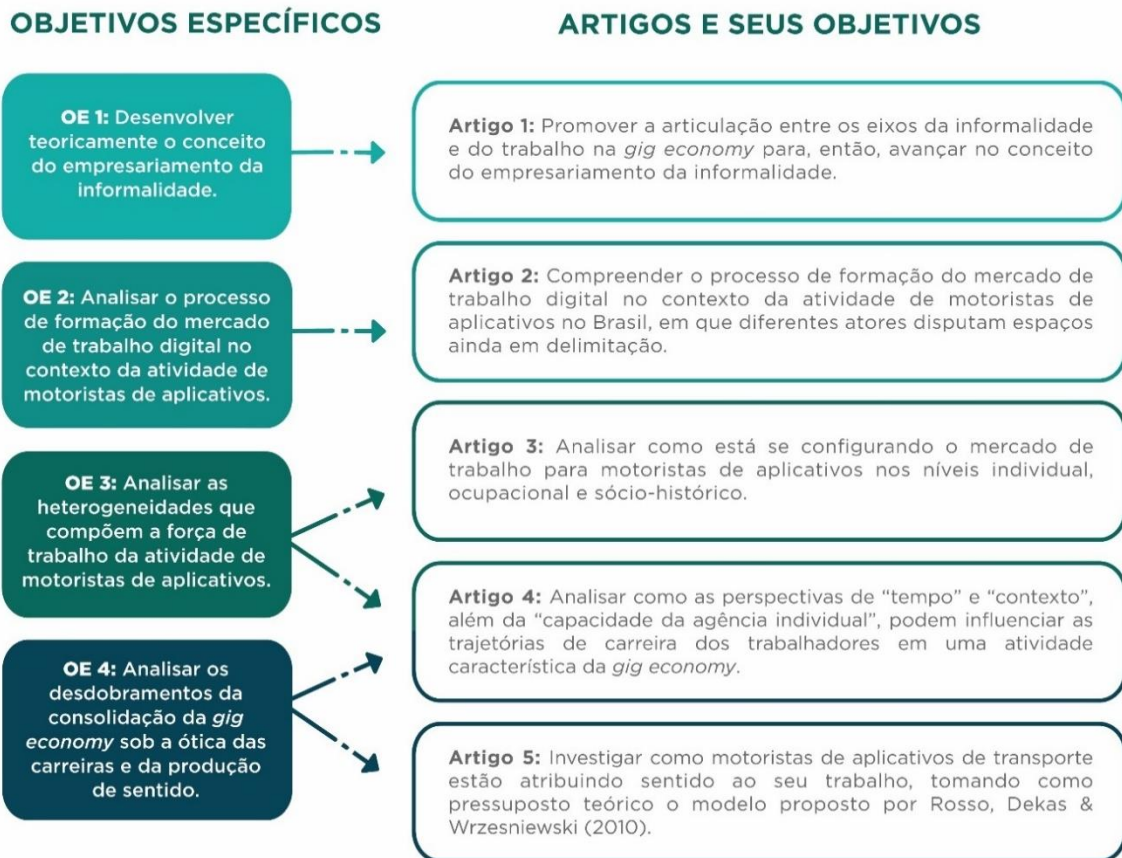 OBJETIVOS ESPECÍFICOS
OE 1: Desenvolver
teoricamente o conceito
do empresariamento da
informalidade.
OE 2: Analisar o processo
de formação do mercado
de trabalho digital no
contexto da atividade de
motoristas de aplicativos.
OE 3: Analisar as
heterogeneidades que
compõem a força de
trabalho da atividade de
motoristas de aplicativos.
OE 4: Analisar os
desdobramentos da
consolidação da gig
economy sob a ótica das
carreiras e da produção
de sentido.
ARTIGOS E SEUS OBJETIVOS
Artigo 1: Promover a articulação entre os eixos da informalidade
e do trabalho na gig economy para, então, avançar no conceito
do empresariamento da informalidade.
Artigo 2: Compreender o processo de formação do mercado de
trabalho digital no contexto da atividade de motoristas de
aplicativos no Brasil, em que diferentes atores disputam espaços
ainda em delimitação.
Artigo 3: Analisar como está se configurando o mercado de
trabalho para motoristas de aplicativos nos níveis individual,
ocupacional e sócio-histórico.
Artigo 4: Analisar como as perspectivas de “tempo” e “contexto”,
além da “capacidade da agência individual”, podem influenciar as
trajetórias de carreira dos trabalhadores em uma atividade
característica da gig economy.
Artigo 5: Investigar como motoristas de aplicativos de transporte
estão atribuindo sentido ao seu trabalho, tomando como
pressuposto teórico o modelo proposto por Rosso, Dekas &
Wrzesniewski (2010).